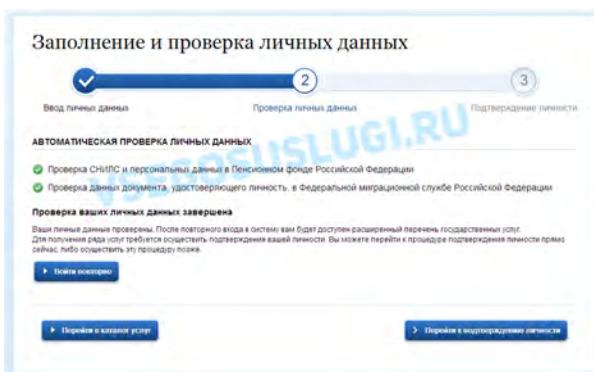 Заполнение и проверка личных данных
2
3
Ввод личных данных
Проверка личных данных
Подтверждение личности
АВТОМАТИЧЕСКАЯ ПРОВЕРКА ЛИЧНЫХ ДАННЫХ
VSEGOSUSLUGI.RU
Проверка СНИЛС и персональных данных в Пенсионном фонде Российской Федерации
Проверка данных документа, удостоверяющего личность, в Федеральной миграционной службе Российской Федерации
Проверка ваших личных данных завершена
Ваши личные данные проверены. После повторного входа в систему вам будет доступен расширенный перечень государственных услуг.
Для получения ряда услуг требуется осуществить подтверждение вашей личности. Вы можете перейти к процедуре подтверждения личности прямо
сейчас, либо осуществить эту процедуру позже.
Войти повторно
Перейти в каталог услуг
Перейти к подтверждению личности